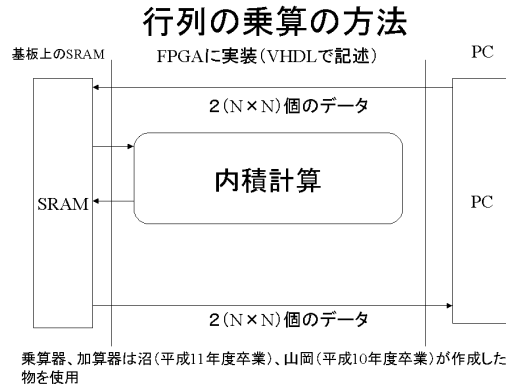 行列の乗算の方法
基板上のSRAM
FPGAに実装(VHDLで記述)
PC
2(N×N)個のデータ
内積計算
SRAM
PC
2(N×N)個のデータ
乗算器、加算器は沼(平成11年度卒業)、山岡(平成10年度卒業)が作成した
物を使用